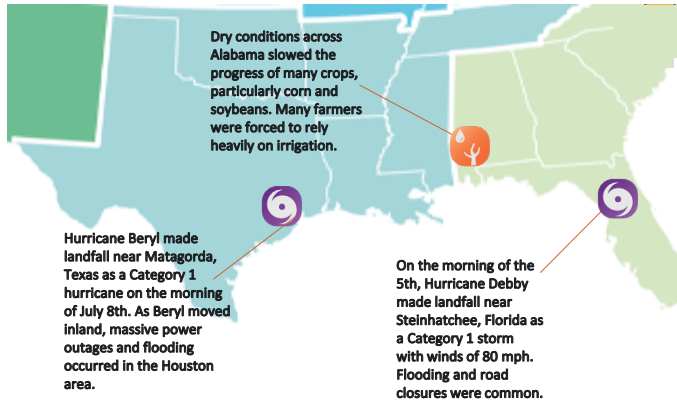 Dry conditions across
Alabama slowed the
progress of many crops,
particularly corn and
soybeans. Many farmers
were forced to rely
heavily on irrigation.
Hurricane Beryl made
landfall near Matagorda,
Texas as a Category 1
hurricane on the morning
of July 8th. As Beryl moved
inland, massive power
outages and flooding
occurred in the Houston
area.
On the morning of the
5th, Hurricane Debby
made landfall near
Steinhatchee, Florida as
a Category 1 storm
with winds of 80 mph.
Flooding and road
closures were common.